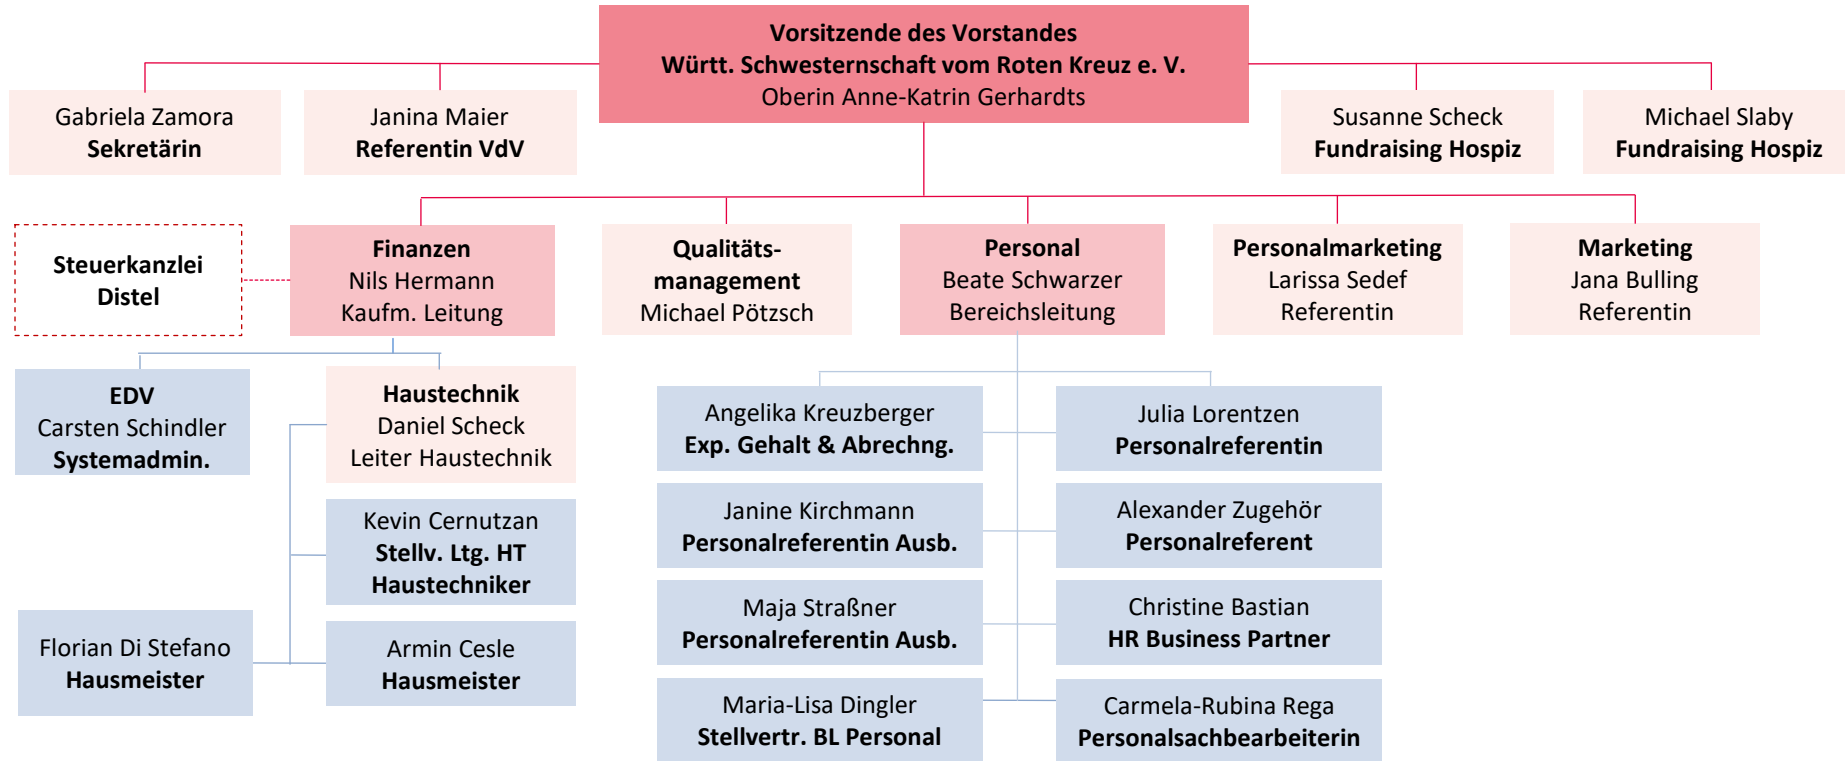 Vorsitzende des Vorstandes
Württ. Schwesternschaft vom Roten Kreuz e. V.
Oberin Anne-Katrin Gerhardts
Gabriela Zamora
Sekretärin
Janina Maier
Referentin VdV
Susanne Scheck
Fundraising Hospiz
Michael Slaby
Fundraising Hospiz
Steuerkanzlei
Distel
Finanzen
Nils Hermann
Kaufm. Leitung
Qualitäts-
management
Michael Pötzsch
Personal
Beate Schwarzer
Bereichsleitung
Personalmarketing
Larissa Sedef
Referentin
Marketing
Jana Bulling
Referentin
EDV
Carsten Schindler
Systemadmin.
Haustechnik
Daniel Scheck
Leiter Haustechnik
Kevin Cernutzan
Stellv. Ltg. HT
Haustechniker
Florian Di Stefano
Hausmeister
Armin Cesle
Hausmeister
Angelika Kreuzberger
Exp. Gehalt & Abrechng.
Julia Lorentzen
Personalreferentin
Janine Kirchmann
Personalreferentin Ausb.
Alexander Zugehör
Personalreferent
Maja Straßner
Personalreferentin Ausb.
Christine Bastian
HR Business Partner
Maria-Lisa Dingler
Stellvertr. BL Personal
Carmela-Rubina Rega
Personalsachbearbeiterin